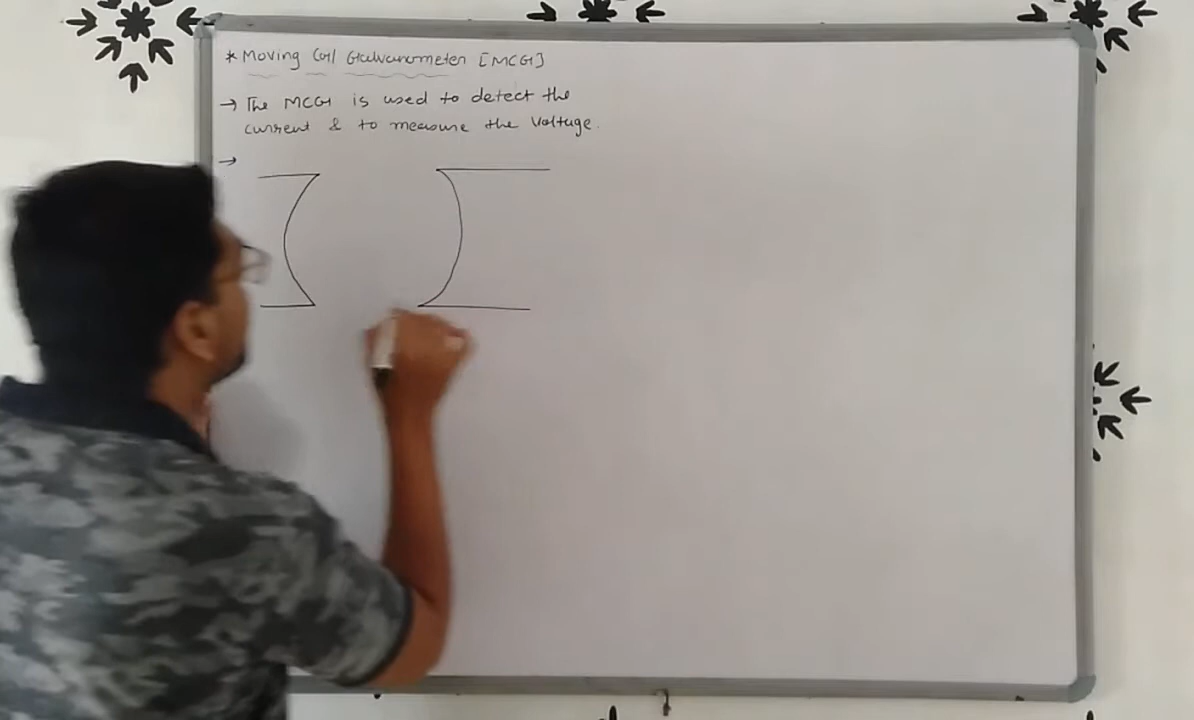 * Moving Coil Galvanometer [MCG]
→ The MCG is used to detect the
current & to measure the Voltage.
→